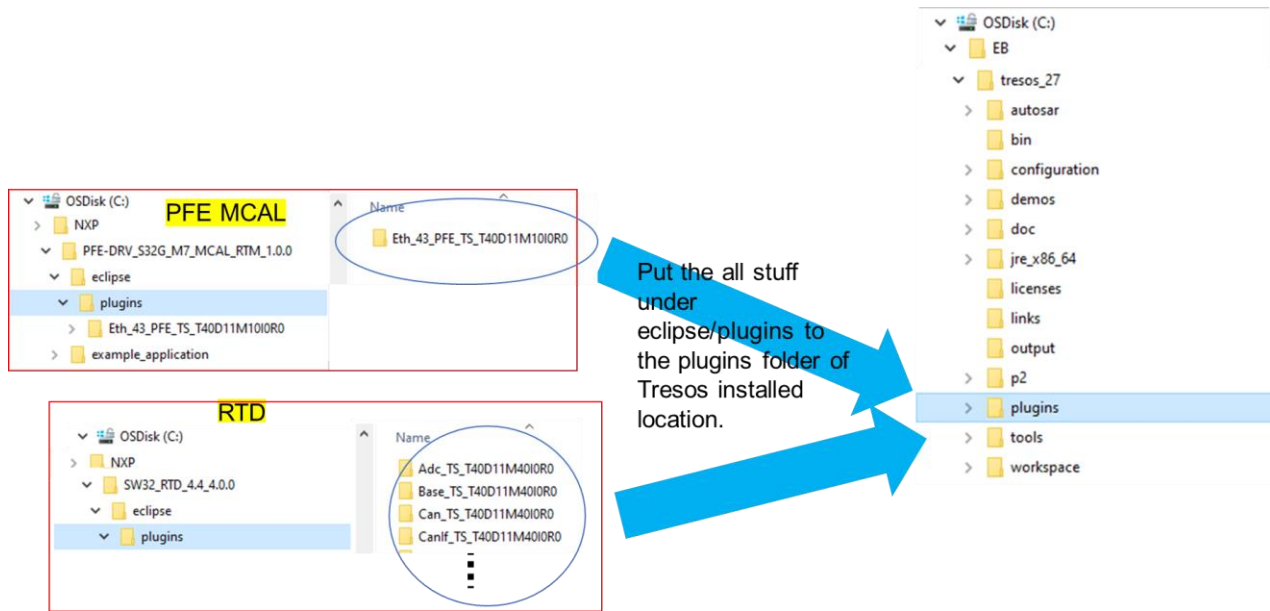 OSDisk (C:)
NXP
PFE-DRV_S32G_M7_MCAL_RTM_1.0.0
eclipse
plugins
Eth_43_PFE_TS_T40D11M10I0R0
example_application
PFE MCAL
Name
Eth_43_PFE_TS_T40D11M10I0R0
RTD
OSDisk (C:)
NXP
SW32_RTD_4.4_4.0.0
eclipse
plugins
Name
Adc_TS_T40D11M40I0R0
Base_TS_T40D11M40I0R0
Can_TS_T40D11M40I0R0
CanIf_TS_T40D11M40I0R0
Put the all stuff
under
eclipse/plugins to
the plugins folder of
Tresos installed
location.
OSDisk (C:)
EB
tresos_27
autosar
bin
configuration
demos
doc
jre_x86_64
licenses
links
output
p2
plugins
tools
workspace